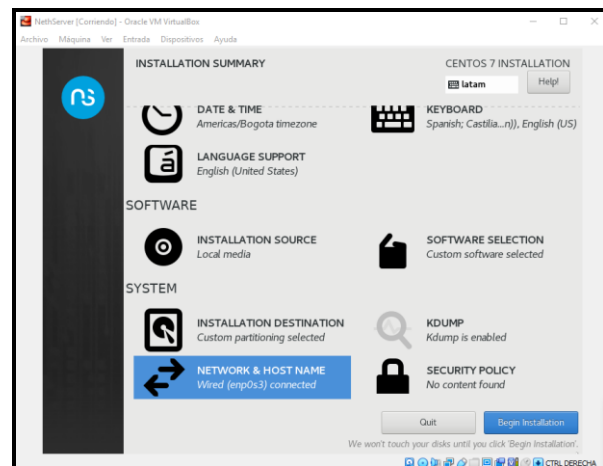 NethServer [Corriendo] - Oracle VM VirtualBox
Archivo Máquina Ver Entrada Dispositivos Ayuda
INSTALLATION SUMMARY
CENTOS 7 INSTALLATION
latam
Help!
DATE & TIME
Americas/Bogota timezone
KEYBOARD
Spanish; Castilia...n)), English (US)
LANGUAGE SUPPORT
English (United States)
SOFTWARE
INSTALLATION SOURCE
Local media
SOFTWARE SELECTION
Custom software selected
SYSTEM
INSTALLATION DESTINATION
Custom partitioning selected
KDUMP
Kdump is enabled
NETWORK & HOST NAME
Wired (enp0s3) connected
SECURITY POLICY
No content found
Quit
Begin Installation
We won't touch your disks until you click 'Begin Installation'.
CTRL DERECHA